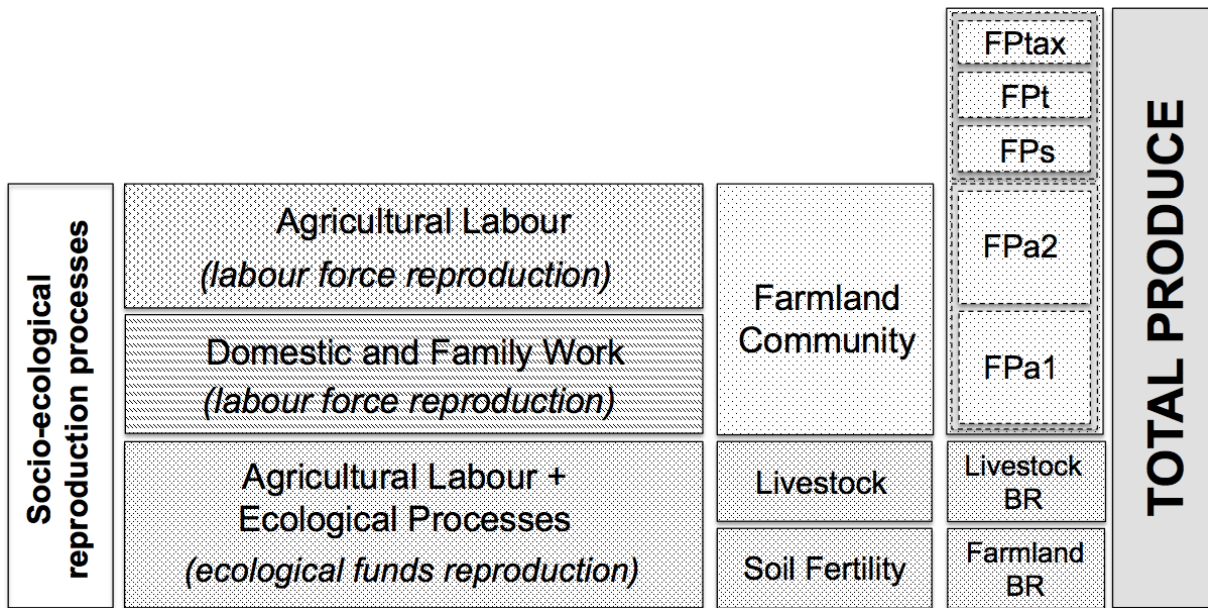 Socio-ecological
reproduction processes
Agricultural Labour
(labour force reproduction)
Domestic and Family Work
(labour force reproduction)
Agricultural Labour +
Ecological Processes
(ecological funds reproduction)
Farmland
Community
Livestock
Soil Fertility
FPtax
FPt
FPs
FPa2
FPa1
Livestock
BR
Farmland
BR
TOTAL PRODUCE